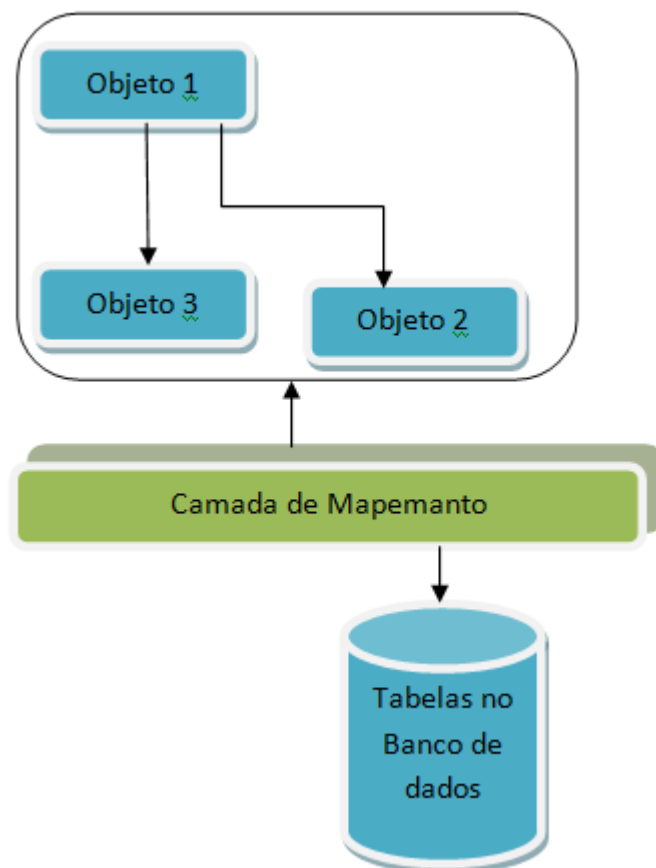 Objeto 1
Objeto 3
Objeto 2
Camada de Mapemanto
Tabelas no
Banco de
dados